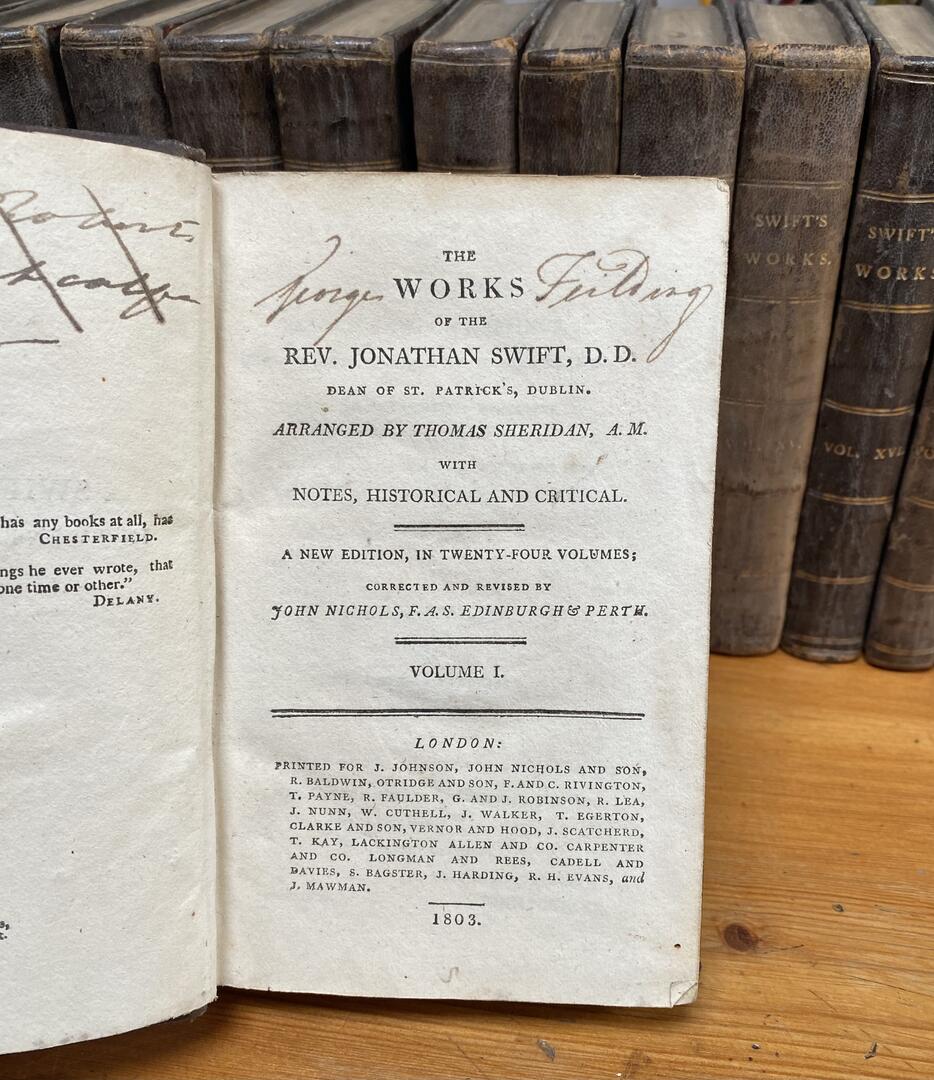 has any books at all, has
CHESTERFIELD.
ngs he ever wrote, that
one time or other."
DELANY.
George Feilding
THE
WORKS
OF THE
REV. JONATHAN SWIFT, D. D.
DEAN OF ST. PATRICK'S, DUBLIN.
ARRANGED BY THOMAS SHERIDAN, A. M.
WITH
NOTES, HISTORICAL AND CRITICAL.
A NEW EDITION, IN TWENTY-FOUR VOLUMES;
CORRECTED AND REVISED BY
JOHN NICHOLS, F. A. S. EDINBURGH & PERTH.
VOLUME I.
LONDON:
PRINTED FOR J. JOHNSON, JOHN NICHOLS AND SON,
R. BALDWIN, OTRIDGE AND SON, F. AND C. RIVINGTON,
T. PAYNE, R. FAULDER, G. AND J. ROBINSON, R. LEA,
J. NUNN, W. CUTHELL, J. WALKER, T. EGERTON,
CLARKE AND SON, VERNOR AND HOOD, J. SCATCHERD,
T. KAY, LACKINGTON ALLEN AND CO. CARPENTER
AND CO. LONGMAN AND REES, CADELL AND
DAVIES, S. BAGSTER, J. HARDING, R. H. EVANS, and
J. MAWMAN.
1803.
SWIFT'S
WORKS.
SWIFT'S
WORKS
VOL. XVI